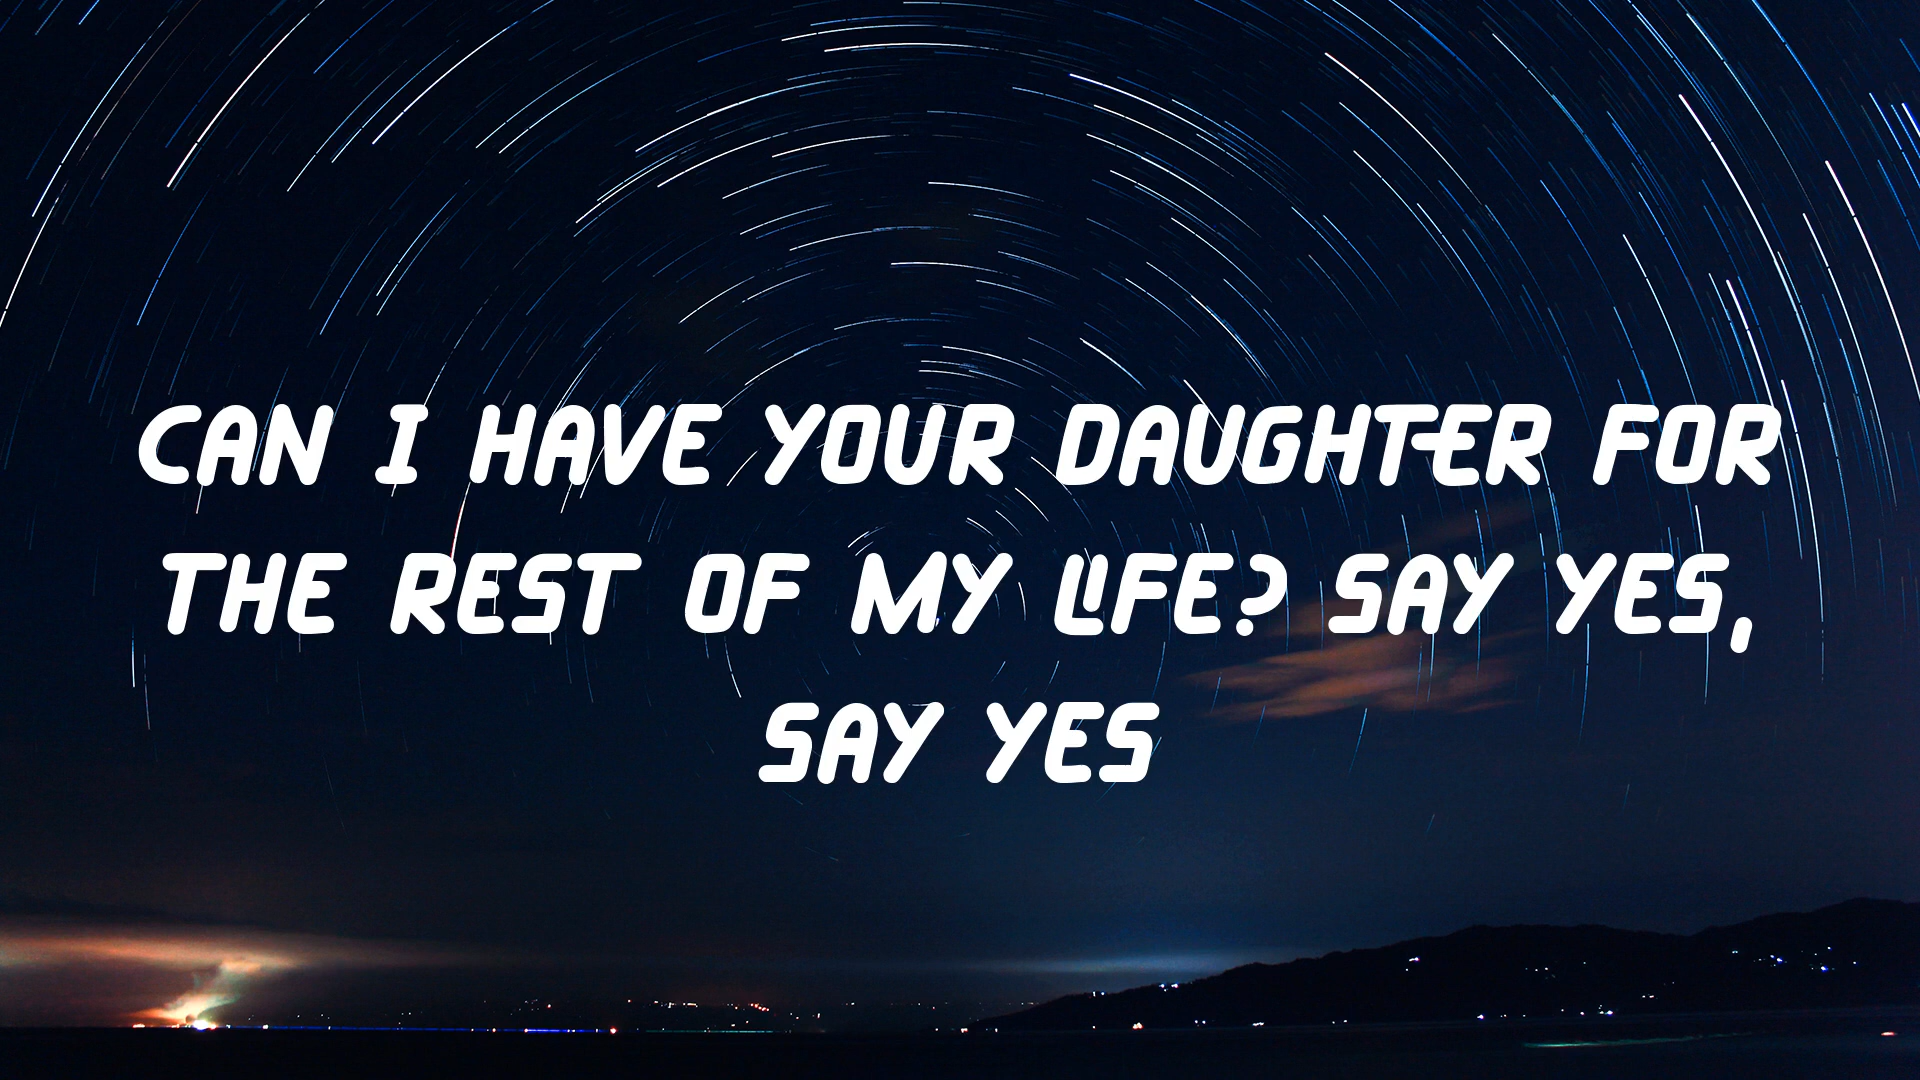 CAN I HAVE YOUR DAUGHTER FOR
THE REST OF MY LIFE? SAY YES,
SAY YES